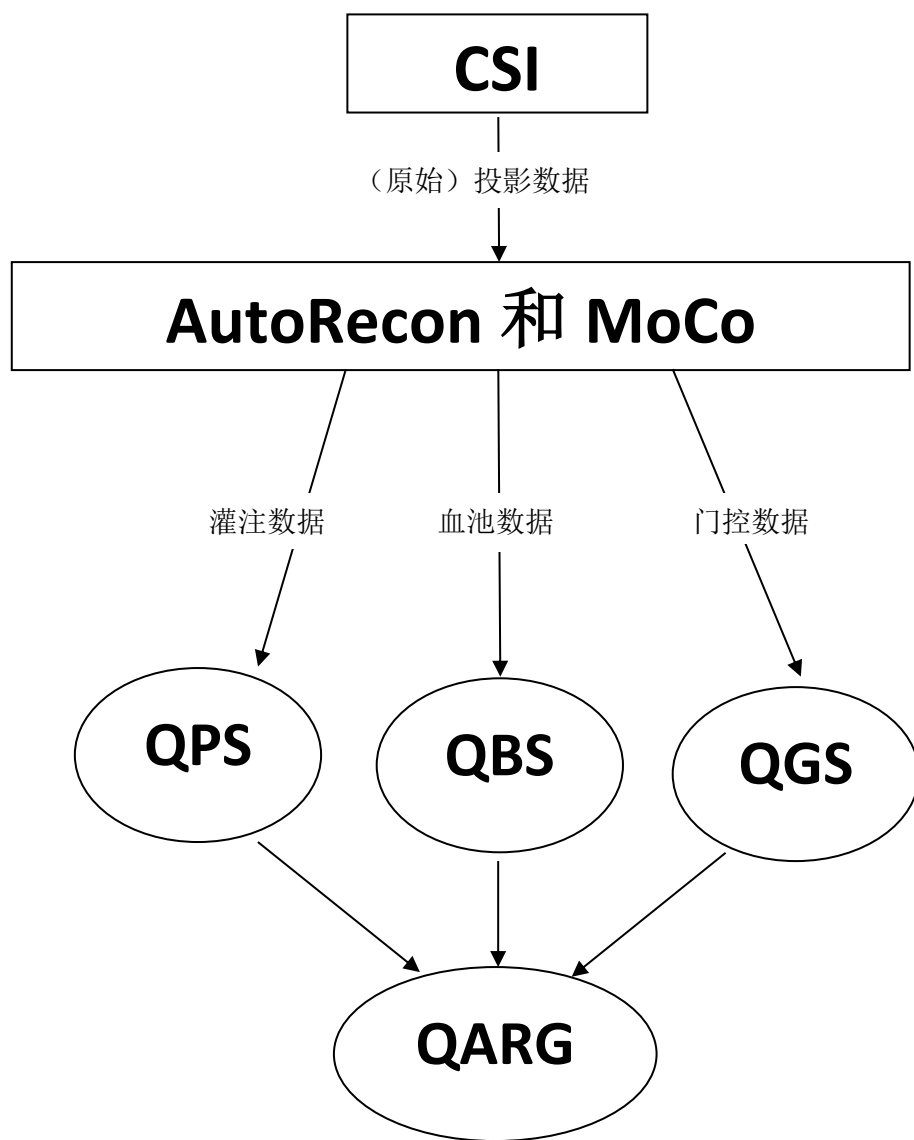 CSI
（原始）投影数据
AutoRecon 和 MoCo
灌注数据
血池数据
门控数据
QPS
QBS
QGS
QARG